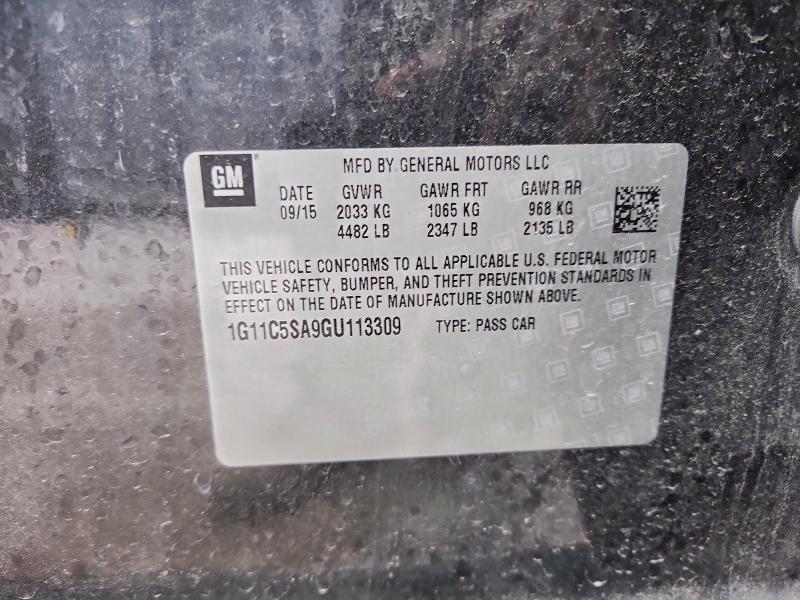 GM
MFD BY GENERAL MOTORS LLC
DATE GVWR GAWR FRT GAWR RR
09/15 2033 KG 1065 KG 968 KG
4482 LB 2347 LB 2135 LB
THIS VEHICLE CONFORMS TO ALL APPLICABLE U.S. FEDERAL MOTOR
VEHICLE SAFETY, BUMPER, AND THEFT PREVENTION STANDARDS IN
EFFECT ON THE DATE OF MANUFACTURE SHOWN ABOVE.
1G11C5SA9GU113309 TYPE: PASS CAR